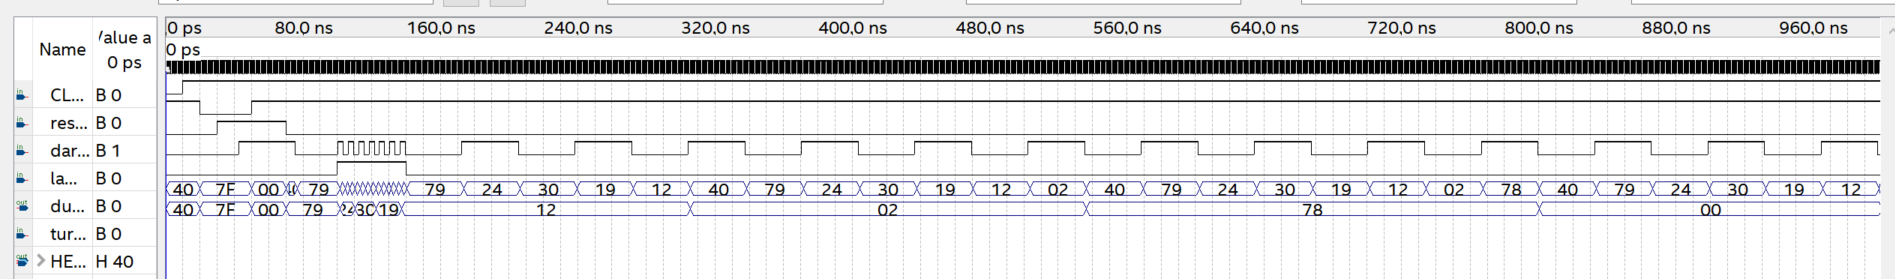 0 ps 80.0 ns 160.0 ns 240.0 ns 320.0 ns 400.0 ns 480.0 ns 560.0 ns 640.0 ns 720.0 ns 800.0 ns 880.0 ns 960.0 ns
Name Value a
0 ps
0 ps
CL... B 0
res... B 0
dar... B 1
la... B 0
40 7F 00 40 79 79 24 30 19 12 40 79 24 30 19 12 02 40 79 24 30 19 12 02 78 40 79 24 30 19 12
du... B 0
40 7F 00 79 24 30 19 12 02 78 00
tur... B 0
HE... H 40